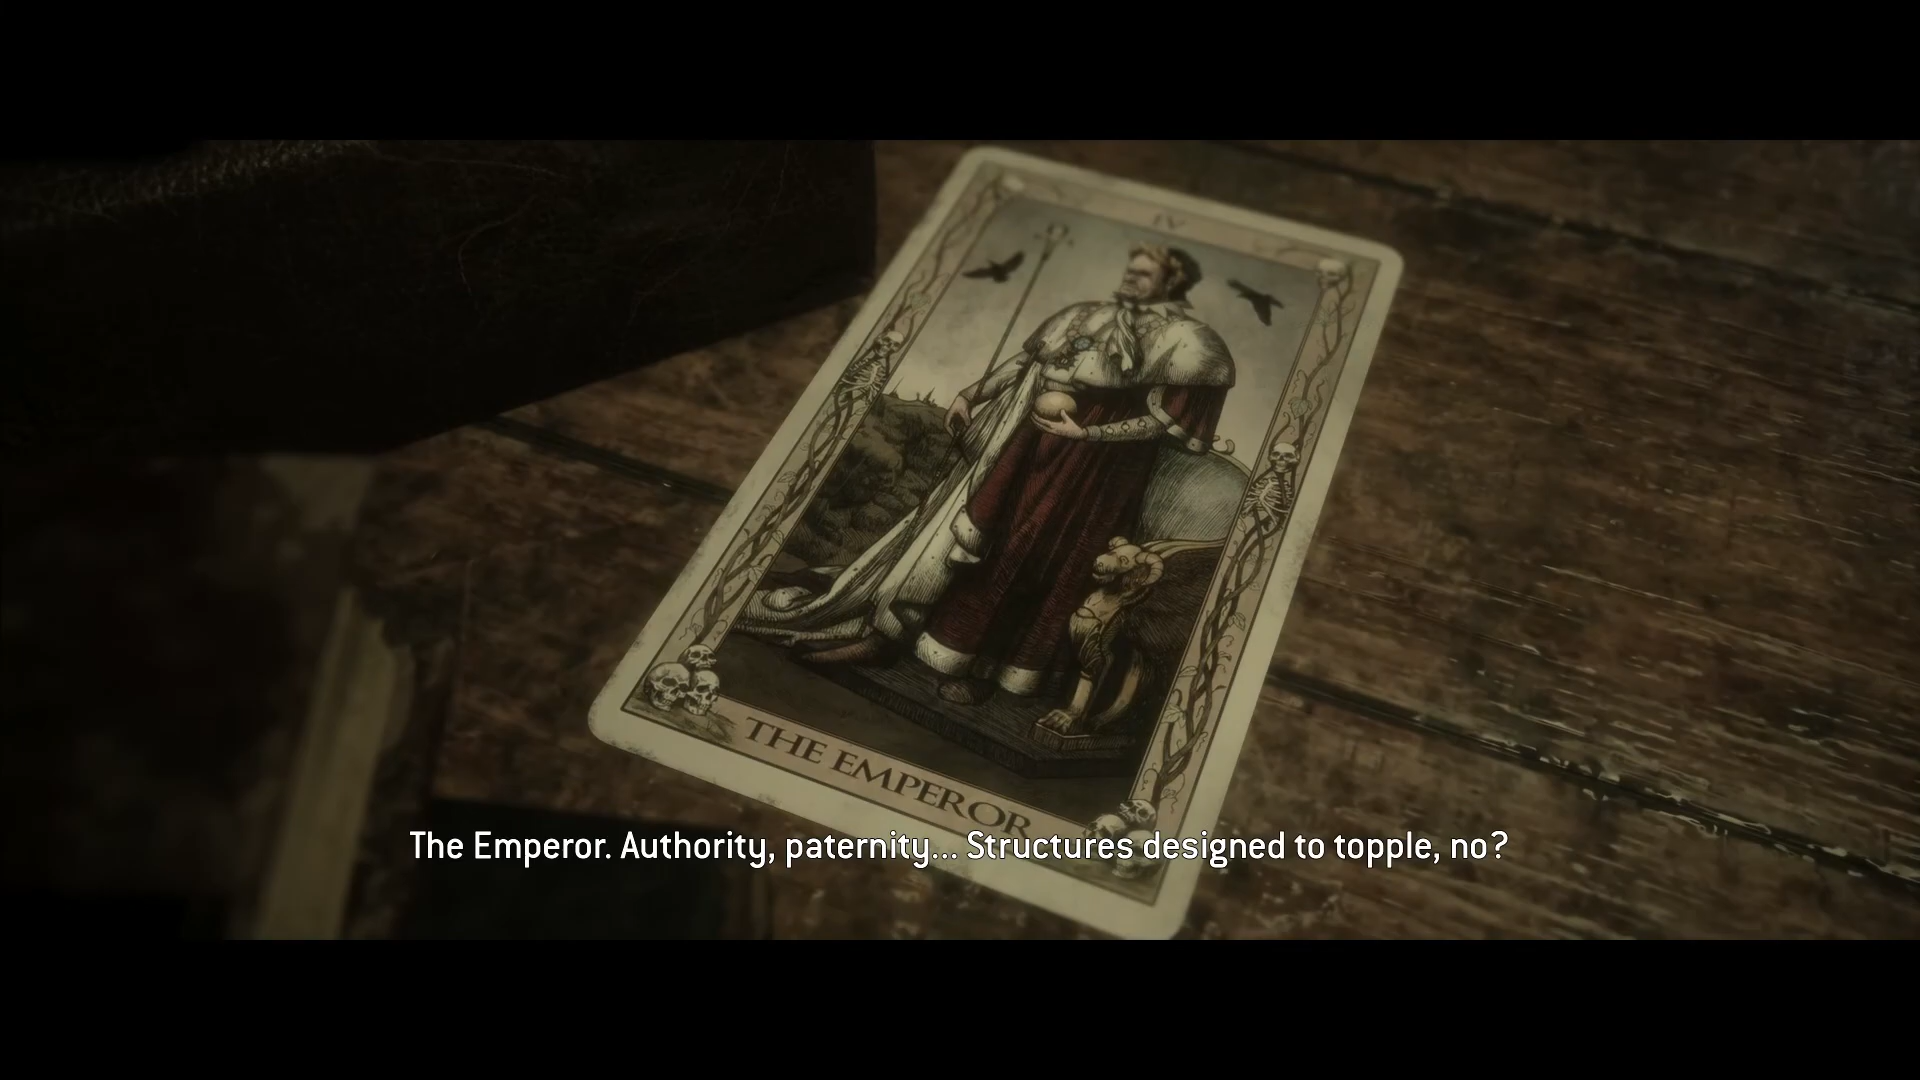 IV
THE EMPEROR
The Emperor. Authority, paternity... Structures designed to topple, no?